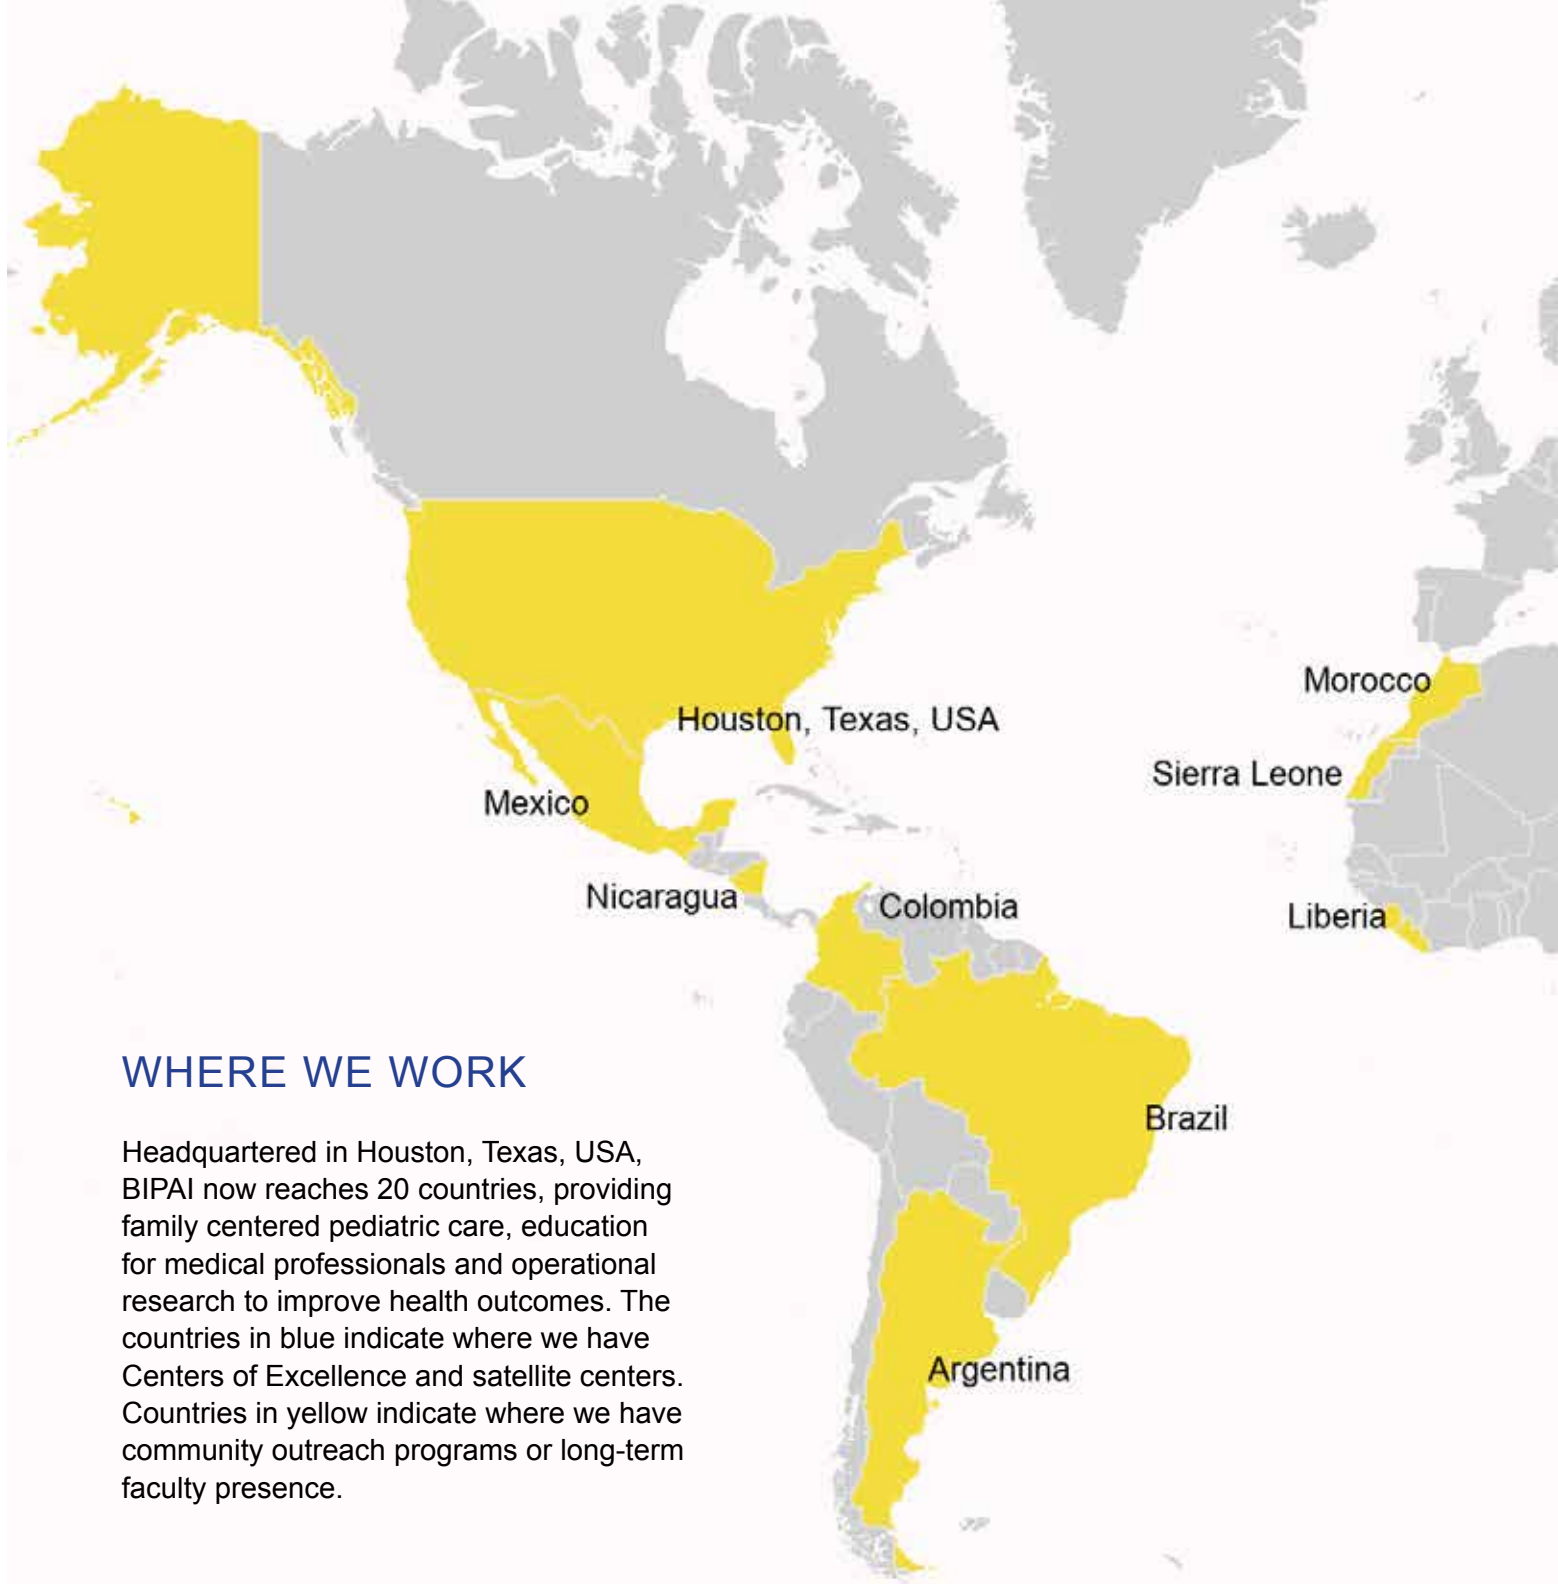 Morocco
Houston, Texas, USA
Sierra Leone
Mexico
Nicaragua
Colombia
Liberia
WHERE WE WORK
Brazil
Headquartered in Houston, Texas, USA,
BIPAI now reaches 20 countries, providing
family centered pediatric care, education
for medical professionals and operational
research to improve health outcomes. The
countries in blue indicate where we have
Centers of Excellence and satellite centers.
Countries in yellow indicate where we have
community outreach programs or long-term
faculty presence.
Argentina